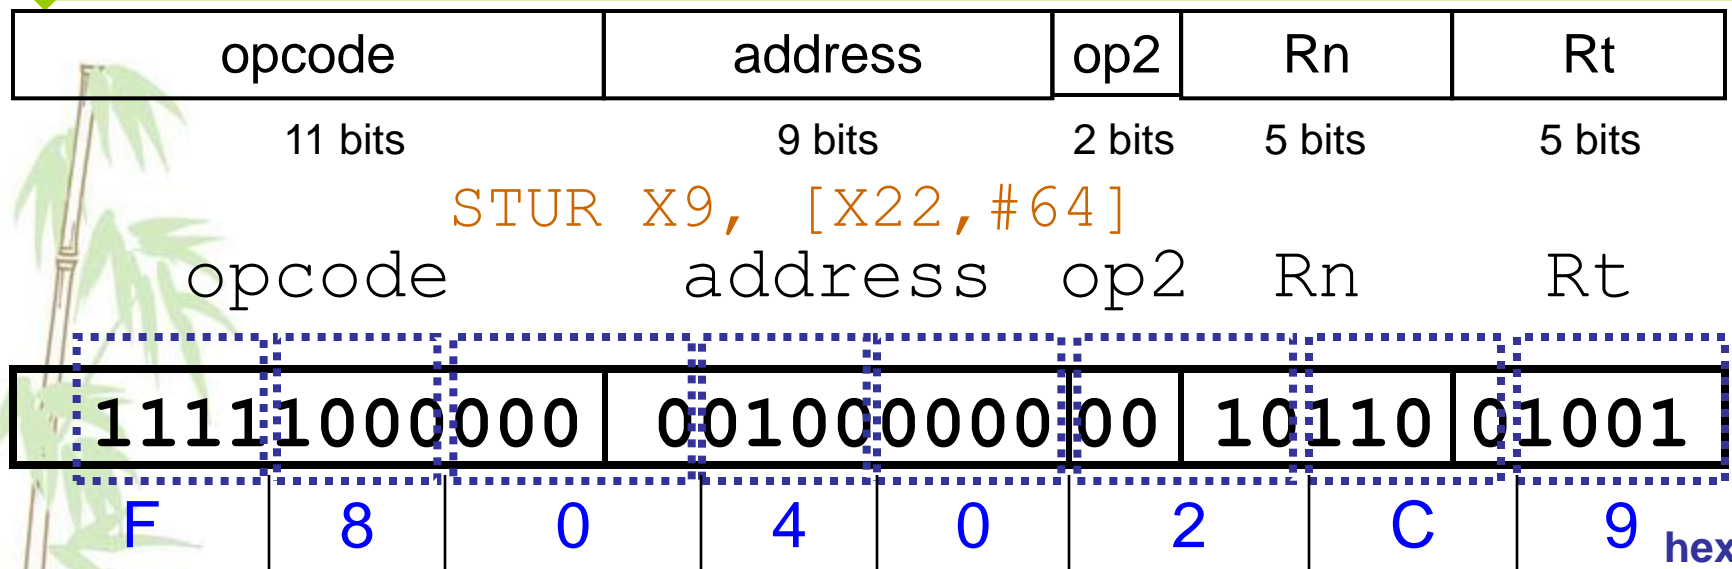 opcode address op2 Rn Rt
11 bits 9 bits 2 bits 5 bits 5 bits
STUR X9, [X22,#64]
opcode address op2 Rn Rt
11111000000 001000000 00 10110 01001
F 8 0 4 0 2 C 9 hex